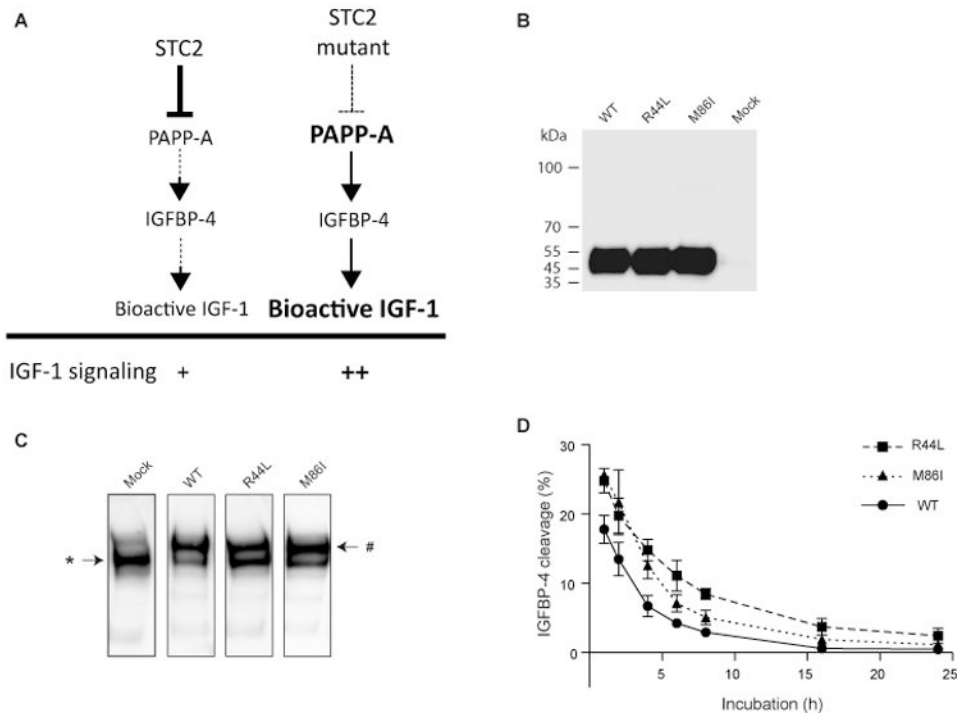 A
STC2
PAPP-A
IGFBP-4
Bioactive IGF-1
STC2
mutant
PAPP-A
IGFBP-4
Bioactive IGF-1
IGF-1 signaling + ++
B
WT R44L M86I Mock
kDa
100
70
55
45
35
C
Mock WT R44L M86I
*
#
D
IGFBP-4 cleavage (%)
30
20
10
0
5 10 15 20 25
Incubation (h)
R44L
M86I
WT